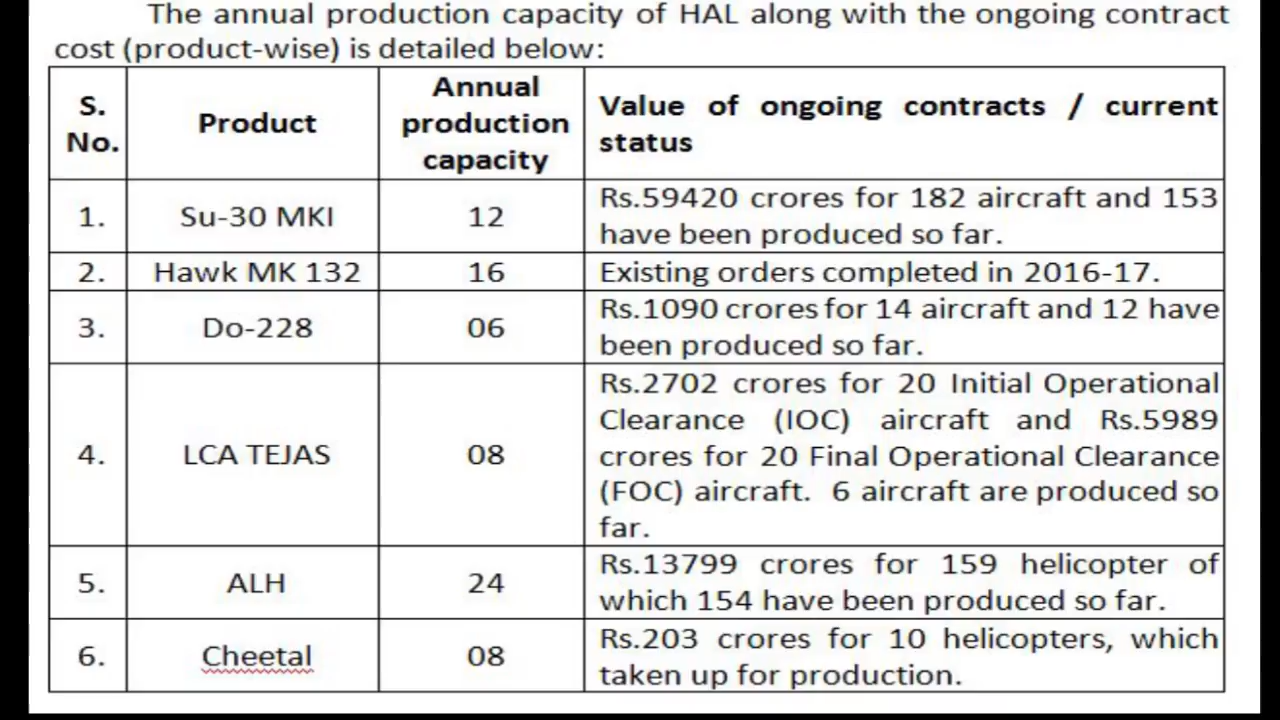 The annual production capacity of HAL along with the ongoing contract
cost (product-wise) is detailed below:
S. No. | Product | Annual production capacity | Value of ongoing contracts / current status
1. | Su-30 MKI | 12 | Rs.59420 crores for 182 aircraft and 153
have been produced so far.
2. | Hawk MK 132 | 16 | Existing orders completed in 2016-17.
3. | Do-228 | 06 | Rs.1090 crores for 14 aircraft and 12 have
been produced so far.
4. | LCA TEJAS | 08 | Rs.2702 crores for 20 Initial Operational
Clearance (IOC) aircraft and Rs.5989
crores for 20 Final Operational Clearance
(FOC) aircraft. 6 aircraft are produced so
far.
5. | ALH | 24 | Rs.13799 crores for 159 helicopter of
which 154 have been produced so far.
6. | Cheetal | 08 | Rs.203 crores for 10 helicopters, which
taken up for production.